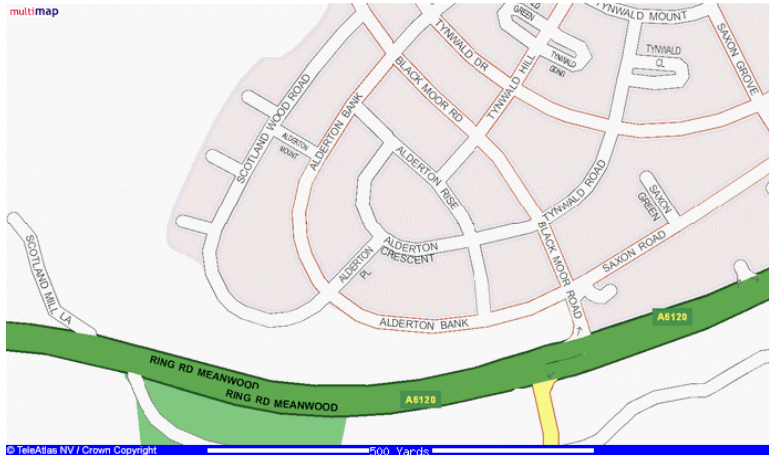 multimap
TYNWALD MOUNT
TYNWALD
GREEN
TYNWALD DR
BLACK MOOR RD
TYNWALD HILL
TYNWALD
TYNWALD
CL
SAXON GROVE
SCOTLAND WOOD ROAD
ALDERTON BANK
ALDERTON
MOUNT
ALDERTON RISE
TYNWALD ROAD
SAXON
GREEN
SCOTLAND MILL LA
ALDERTON
PL
ALDERTON
CRESCENT
BLACK MOOR ROAD
SAXON ROAD
ALDERTON BANK
A6120
RING RD MEANWOOD
RING RD MEANWOOD
A6120
© TeleAtlas NV / Crown Copyright
500 Yards